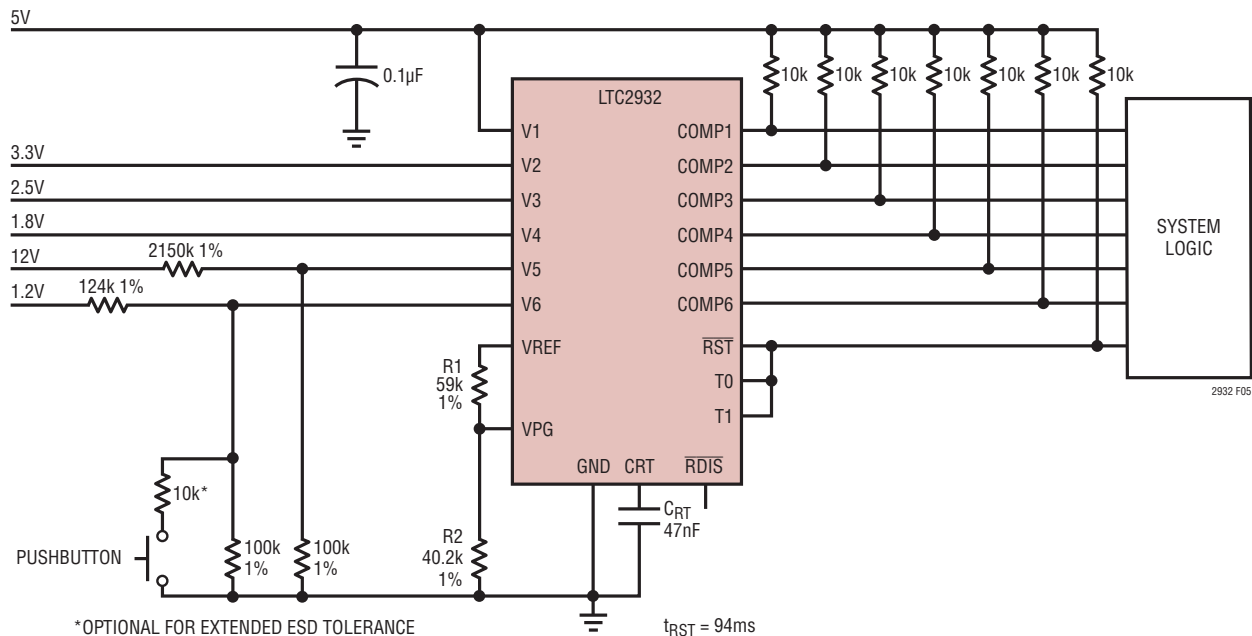 5V
0.1µF
10k
10k
10k
10k
10k
10k
10k
LTC2932
V1
COMP1
3.3V
V2
COMP2
2.5V
V3
COMP3
1.8V
V4
COMP4
12V
2150k 1%
V5
COMP5
1.2V
124k 1%
V6
COMP6
SYSTEM
LOGIC
VREF
RST
R1
59k
1%
T0
T1
2932 F05
VPG
GND
CRT
RDIS
10k*
CRT
47nF
PUSHBUTTON
100k
1%
100k
1%
R2
40.2k
1%
*OPTIONAL FOR EXTENDED ESD TOLERANCE
tRST = 94ms